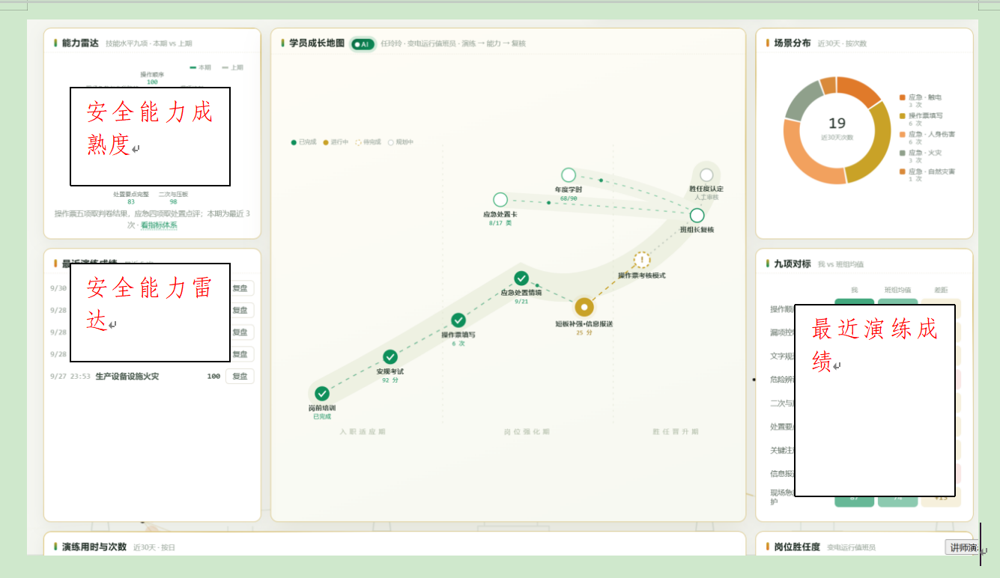 能力雷达 技能水平九项 · 本期 vs 上期
本期 上期
操作顺序
100
安全能力成
熟度
处置要点完整 二次与压板
83 98
操作票五项取判卷结果，应急四项取处置点评；本期为最近 3
次 · 看指标体系
安全能力雷
达
9/30 复盘
9/28 复盘
9/28 复盘
9/28 复盘
9/27 23:53 生产设备设施火灾 100 复盘
学员成长地图 AI 任玲玲 · 变电运行值班员 · 演练 → 能力 → 复核
已完成 进行中 待完成 规划中
年度学时
68/90
胜任度认定
人工审核
应急处置卡
8/17 类
班组长复核
操作票考核模式
应急处置情境
9/21
短板补强·信息报送
25 分
操作票填写
6 次
安规考试
92 分
岗前培训
已完成
入职适应期 岗位强化期 胜任晋升期
场景分布 近30天 · 按次数
19
近30天次数
应急 · 触电
3 次
操作票填写
6 次
应急 · 人身伤害
6 次
应急 · 火灾
3 次
应急 · 自然灾害
1 次
九项对标 我 vs 班组均值
我 班组均值 差距
操作顺
漏项控
文字规
危险辨
二次与
处置要
关键注
信息报
现场急
护
最近演练成
绩
演练用时与次数 近30天 · 按日
岗位胜任度 变电运行值班员
讲师演